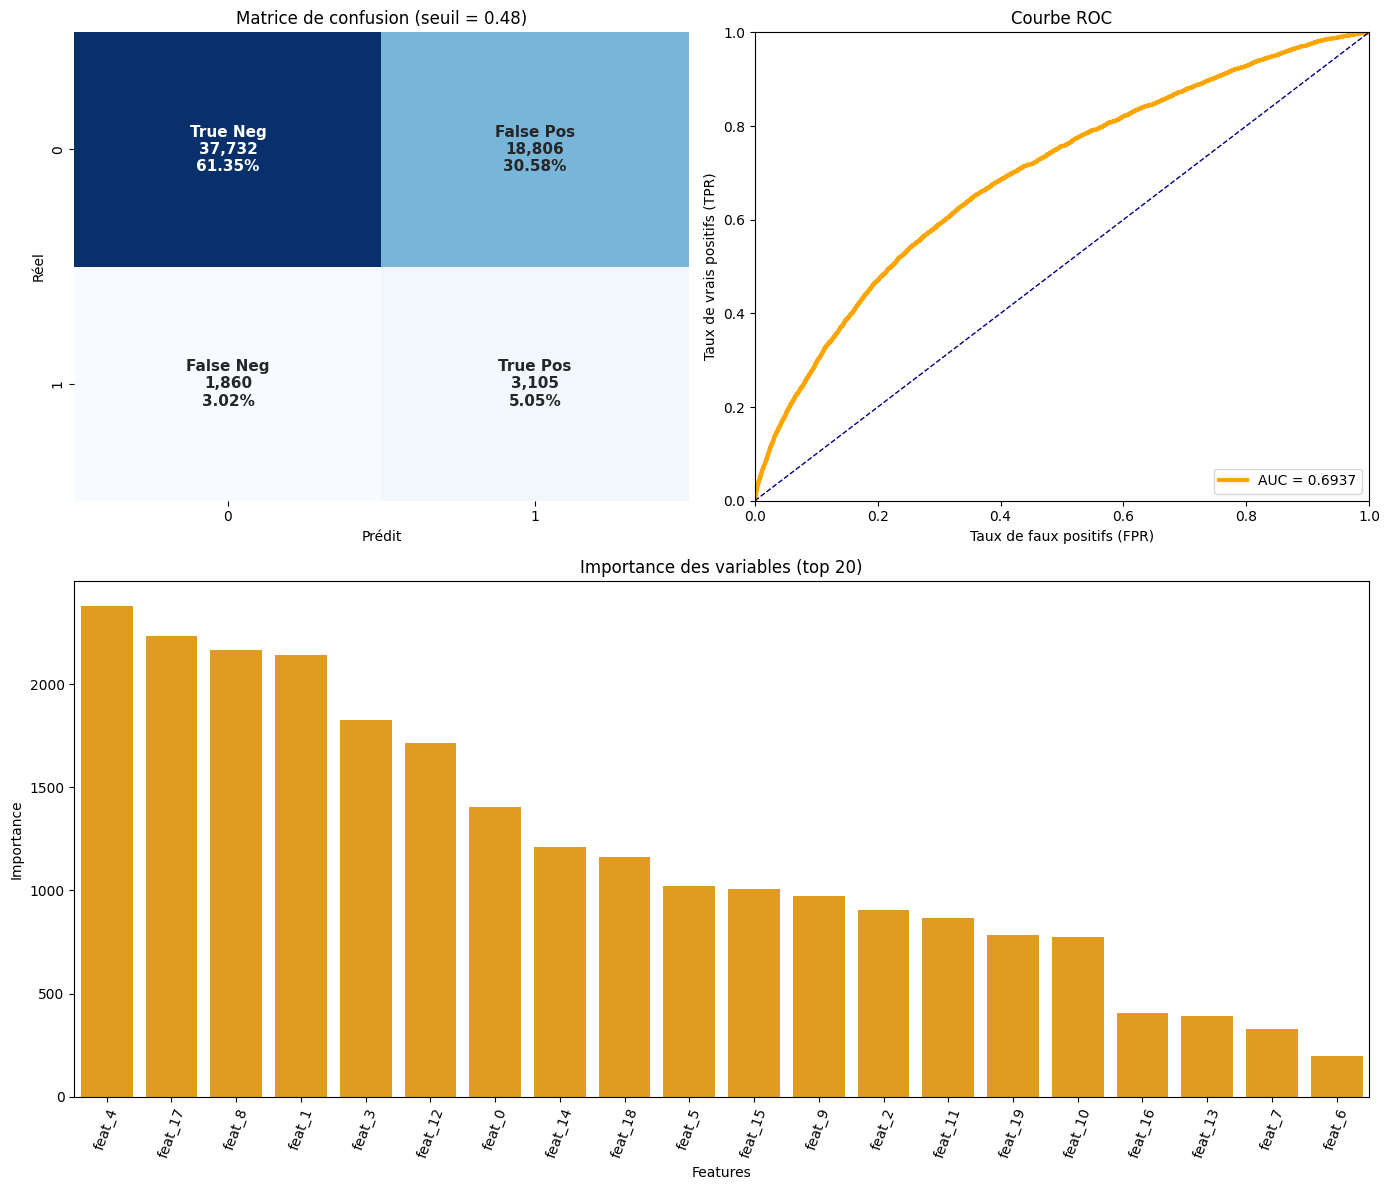 Matrice de confusion (seuil = 0.48)
True Neg
37,732
61.35%
False Pos
18,806
30.58%
False Neg
1,860
3.02%
True Pos
3,105
5.05%
0
1
Réel
0
1
Prédit
Courbe ROC
1.0
0.8
0.6
0.4
0.2
0.0
Taux de vrais positifs (TPR)
AUC = 0.6937
0.0
0.2
0.4
0.6
0.8
1.0
Taux de faux positifs (FPR)
Importance des variables (top 20)
2000
1500
1000
500
0
Importance
feat_4
feat_17
feat_8
feat_1
feat_3
feat_12
feat_0
feat_14
feat_18
feat_5
feat_15
feat_9
feat_2
feat_11
feat_19
feat_10
feat_16
feat_13
feat_7
feat_6
Features